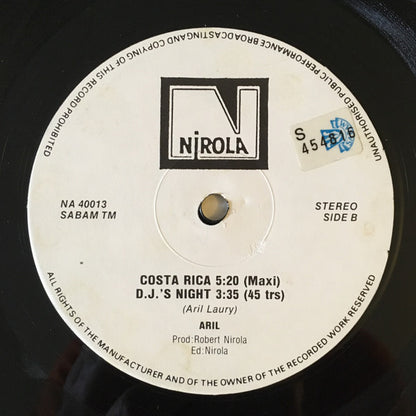 UNAUTHORISED PUBLIC PERFORMANCE BROADCASTING AND COPYING OF THIS RECORD PROHIBITED
NiROLA
S
454816
NA 40013
SABAM TM
STEREO
SIDE B
COSTA RICA 5:20 (Maxi)
D.J.'S NIGHT 3:35 (45 trs)
(Aril Laury)
ARIL
Prod: Robert Nirola
Ed: Nirola
ALL RIGHTS OF THE MANUFACTURER AND OF THE OWNER OF THE RECORDED WORK RESERVED